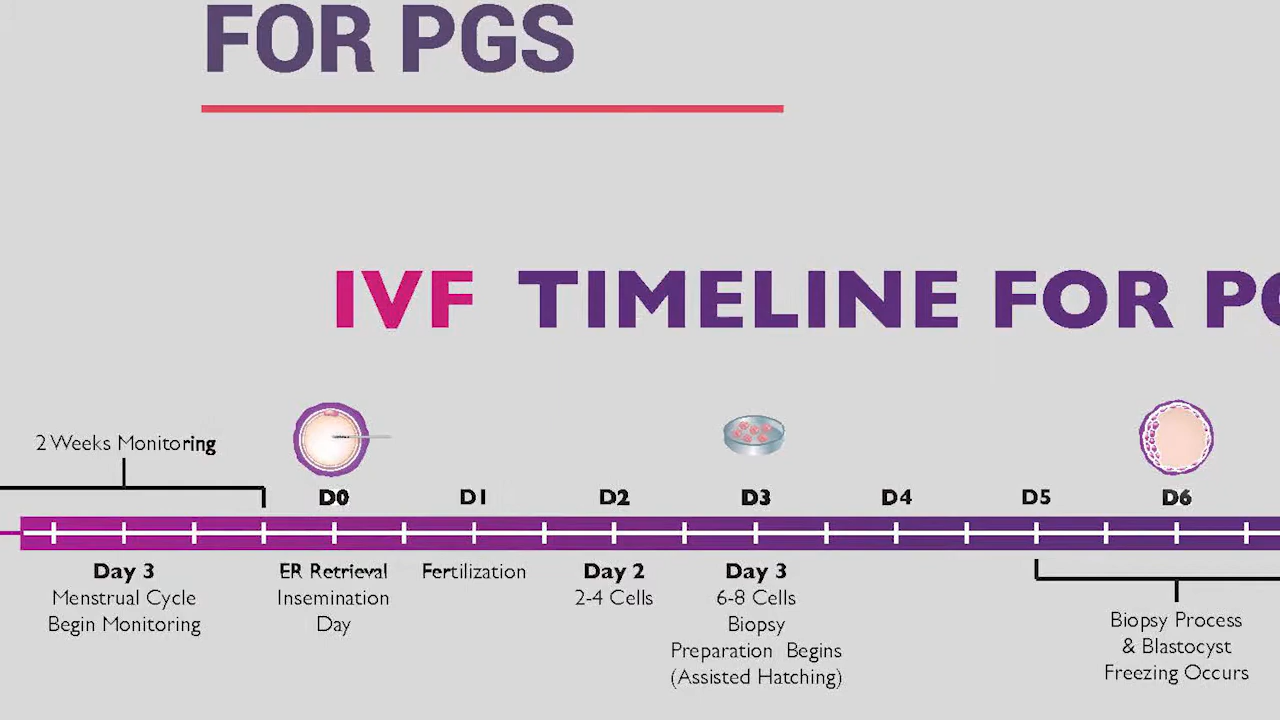 FOR PGS
IVF TIMELINE FOR
2 Weeks Monitoring
D0 D1 D2 D3 D4 D5 D6
Day 3
Menstrual Cycle
Begin Monitoring
ER Retrieval
Insemination
Day
Fertilization
Day 2
2-4 Cells
Day 3
6-8 Cells
Biopsy
Preparation Begins
(Assisted Hatching)
Biopsy Process
& Blastocyst
Freezing Occurs